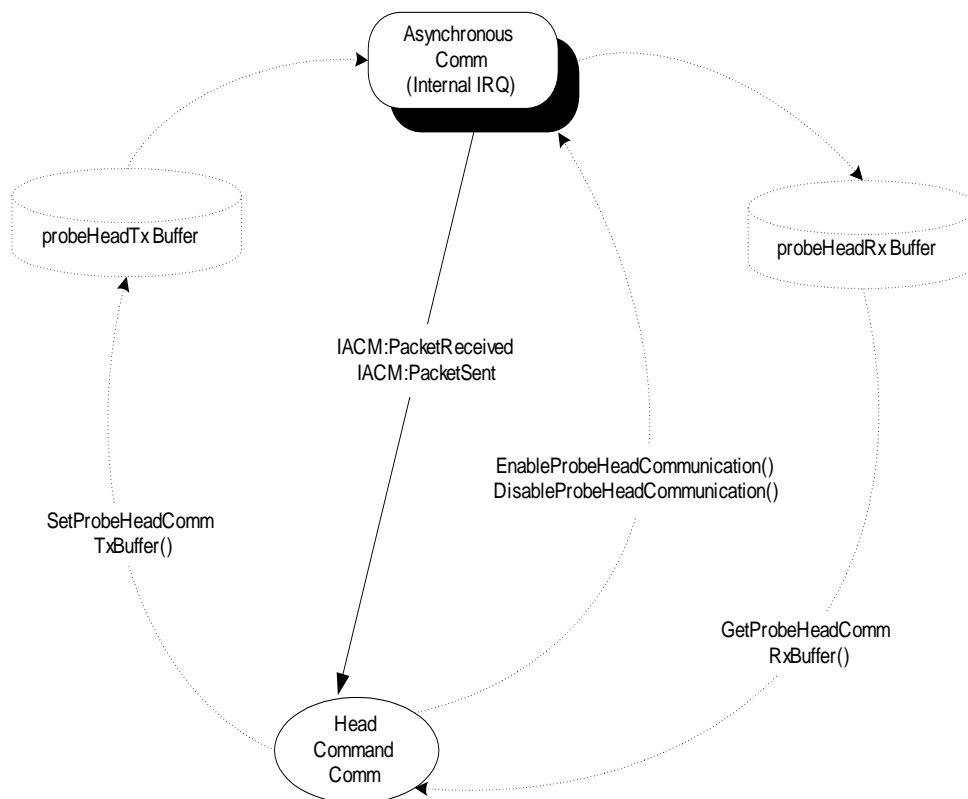 Asynchronous
Comm
(Internal IRQ)
probeHeadTx Buffer
probeHeadRx Buffer
IACM:PacketReceived
IACM:PacketSent
EnableProbeHeadCommunication()
DisableProbeHeadCommunication()
SetProbeHeadComm
TxBuffer()
GetProbeHeadComm
RxBuffer()
Head
Command
Comm